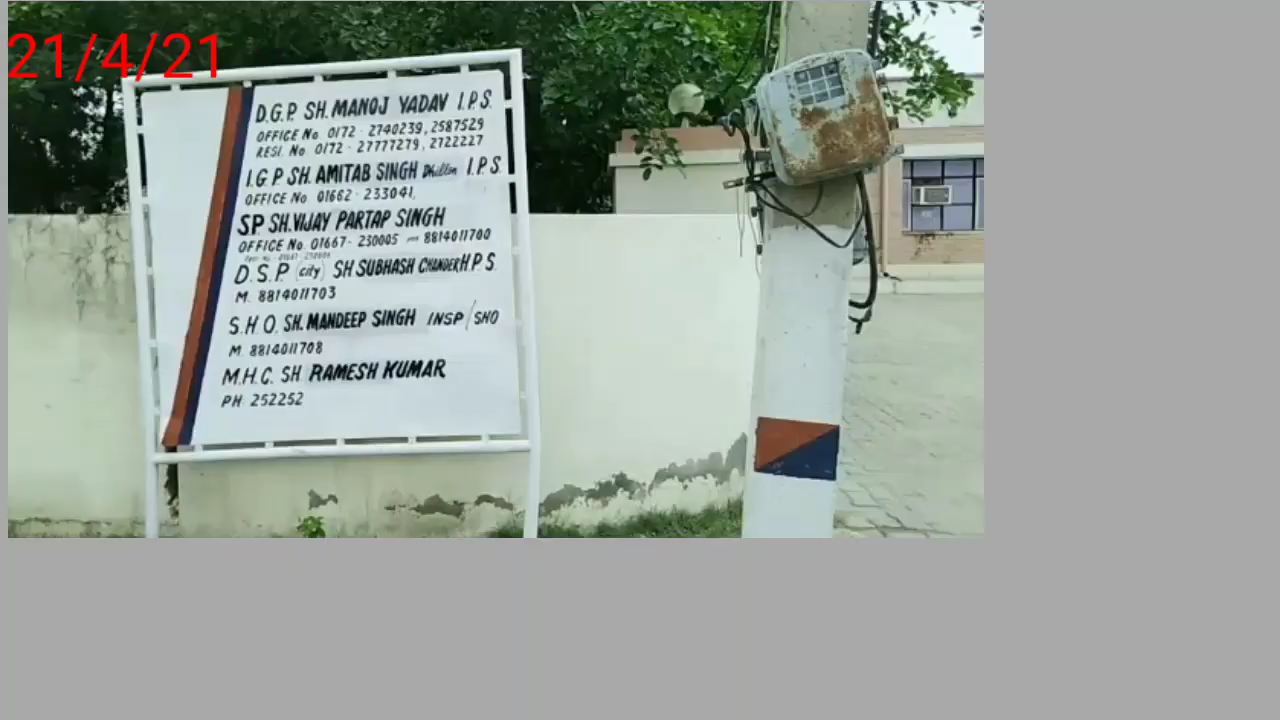 21/4/21
D.G.P. SH. MANOJ YADAV I.P.S.
OFFICE No 0172 - 2740239, 2587529
RESI. No 0172 - 27777279, 2722227
I.G.P SH. AMITAB SINGH Dhillon I.P.S.
OFFICE No 01662 - 233041,
SP SH. VIJAY PARTAP SINGH
OFFICE No. 01667 - 230005 8814011700
D.S.P (city) SH SUBHASH CHANDER H.P.S.
M. 8814011703
S.H.O. SH. MANDEEP SINGH INSP/SHO
M. 8814011708
M.H.C. SH RAMESH KUMAR
PH. 252252